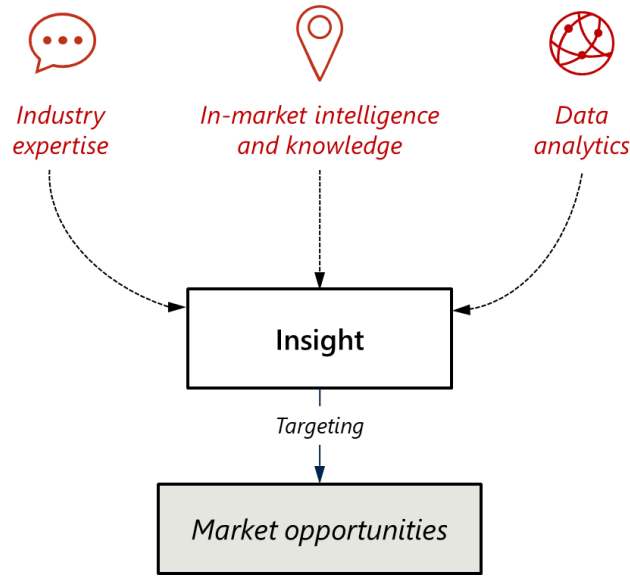 Industry
expertise
In-market intelligence
and knowledge
Data
analytics
Insight
Targeting
Market opportunities